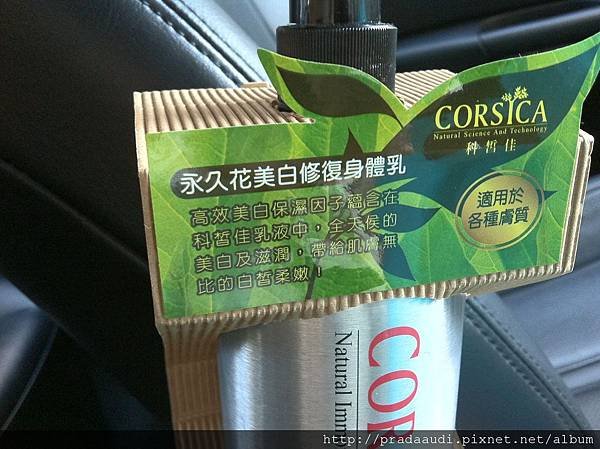 CORSICA
Natural Science And Technology
科皙佳
永久花美白修復身體乳
高效美白保濕因子蘊含在
科皙佳乳液中，全天侯的
美白及滋潤，帶給肌膚無
比的白皙柔嫩！
適用於
各種膚質
COR
Natural Imm
http://pradaaudi.pixnet.net/album